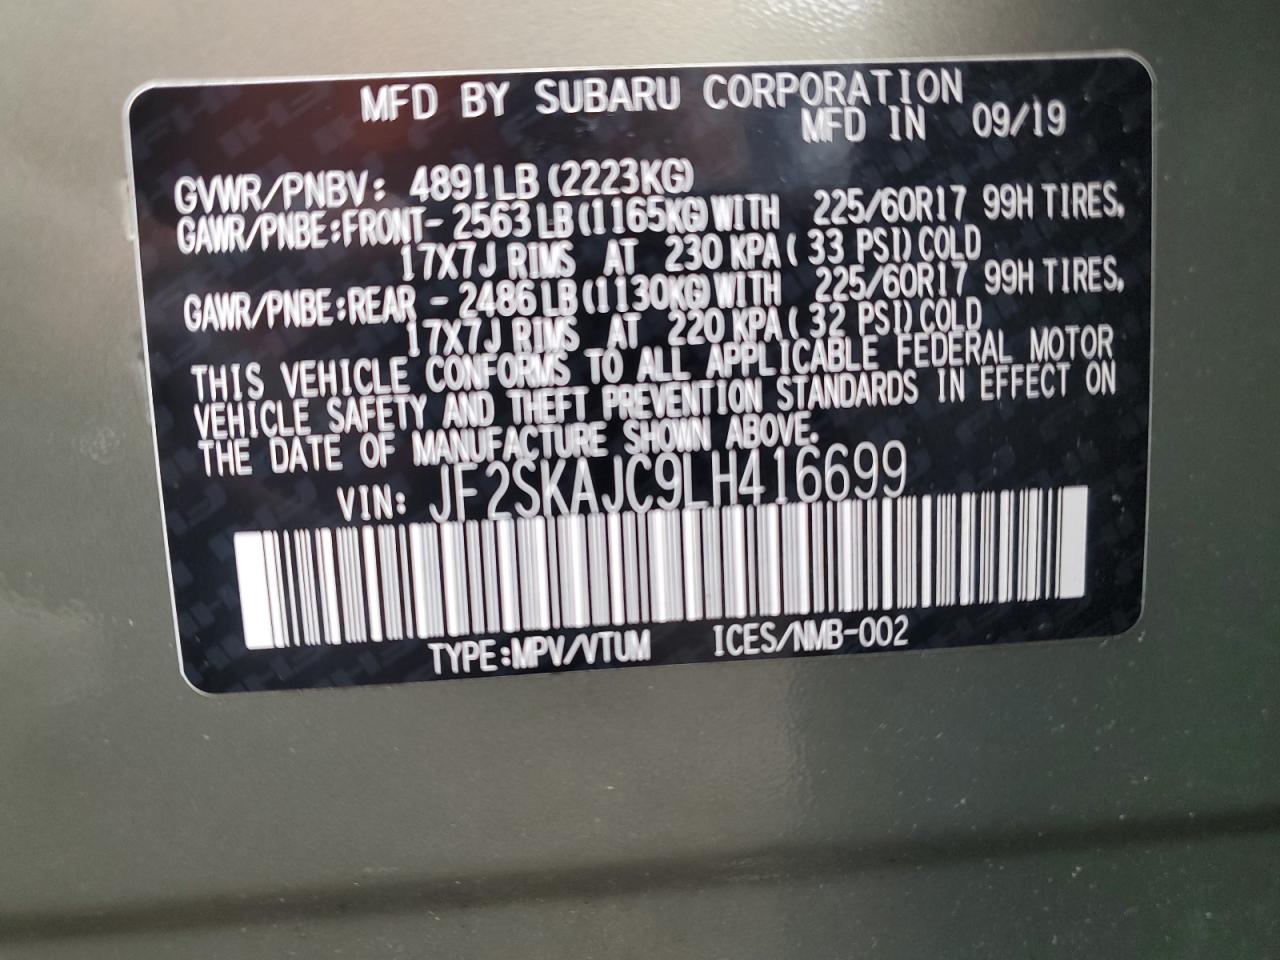 MFD BY SUBARU CORPORATION
MFD IN 09/19
GVWR/PNBV: 4891LB (2223KG)
GAWR/PNBE:FRONT- 2563 LB(1165KG)WITH 225/60R17 99H TIRES,
17X7J RIMS AT 230 KPA( 33 PSI)COLD
GAWR/PNBE:REAR - 2486LB(1130KG)WITH 225/60R17 99H TIRES,
17X7J RIMS AT 220 KPA( 32 PSI)COLD
THIS VEHICLE CONFORMS TO ALL APPLICABLE FEDERAL MOTOR
VEHICLE SAFETY AND THEFT PREVENTION STANDARDS IN EFFECT ON
THE DATE OF MANUFACTURE SHOWN ABOVE.
VIN: JF2SKAJC9LH416699
TYPE:MPV/VTUM ICES/NMB-002